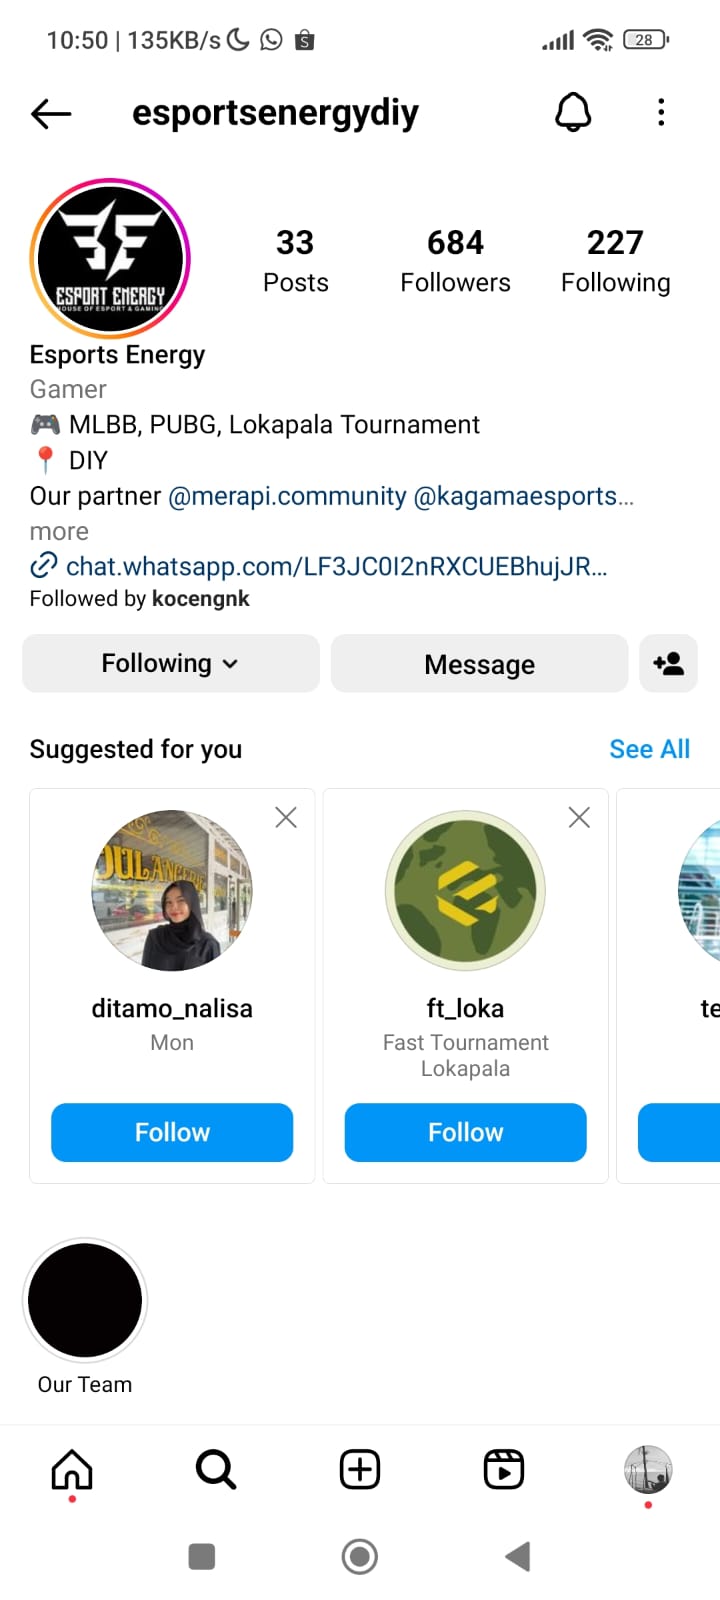 10:50 | 135KB/s
28
esportsenergydiy
ESPORT ENERGY
HOUSE OF ESPORT & GAMING
33
Posts
684
Followers
227
Following
Esports Energy
Gamer
🎮 MLBB, PUBG, Lokapala Tournament
📍 DIY
Our partner @merapi.community @kagamaesports...
more
chat.whatsapp.com/LF3JC0I2nRXCUEBhujJR...
Followed by kocengnk
Following
Message
Suggested for you
See All
ditamo_nalisa
Mon
Follow
ft_loka
Fast Tournament
Lokapala
Follow
te
Our Team